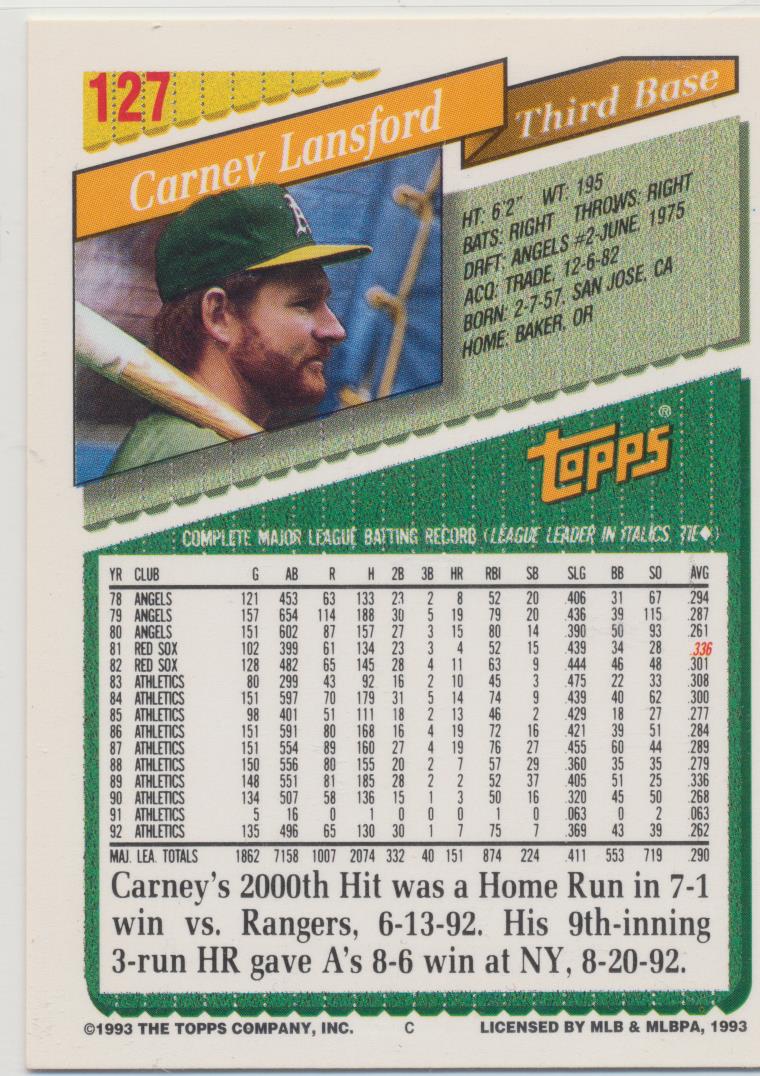 127
Carney Lansford
Third Base
HT: 6'2" WT: 195
BATS: RIGHT THROWS: RIGHT
DRFT: ANGELS #2-JUNE, 1975
ACQ: TRADE, 12-6-82
BORN: 2-7-57, SAN JOSE, CA
HOME: BAKER, OR
TOPPS®
COMPLETE MAJOR LEAGUE BATTING RECORD (LEAGUE LEADER IN ITALICS, TIE◆)
YR CLUB G AB R H 2B 3B HR RBI SB SLG BB SO AVG
78 ANGELS 121 453 63 133 23 2 8 52 20 .406 31 67 .294
79 ANGELS 157 654 114 188 30 5 19 79 20 .436 39 115 .287
80 ANGELS 151 602 87 157 27 3 15 80 14 .390 50 93 .261
81 RED SOX 102 399 61 134 23 3 4 52 15 .439 34 28 .336
82 RED SOX 128 482 65 145 28 4 11 63 9 .444 46 48 .301
83 ATHLETICS 80 299 43 92 16 2 10 45 3 .475 22 33 .308
84 ATHLETICS 151 597 70 179 31 5 14 74 9 .439 40 62 .300
85 ATHLETICS 98 401 51 111 18 2 13 46 2 .429 18 27 .277
86 ATHLETICS 151 591 80 168 16 4 19 72 16 .421 39 51 .284
87 ATHLETICS 151 554 89 160 27 4 19 76 27 .455 60 44 .289
88 ATHLETICS 150 556 80 155 20 2 7 57 29 .360 35 35 .279
89 ATHLETICS 148 551 81 185 28 2 2 52 37 .405 51 25 .336
90 ATHLETICS 134 507 58 136 15 1 3 50 16 .320 45 50 .268
91 ATHLETICS 5 16 0 1 0 0 0 1 0 .063 0 2 .063
92 ATHLETICS 135 496 65 130 30 1 7 75 7 .369 43 39 .262
MAJ. LEA. TOTALS 1862 7158 1007 2074 332 40 151 874 224 .411 553 719 .290
Carney's 2000th Hit was a Home Run in 7-1
win vs. Rangers, 6-13-92. His 9th-inning
3-run HR gave A's 8-6 win at NY, 8-20-92.
©1993 THE TOPPS COMPANY, INC. C LICENSED BY MLB & MLBPA, 1993